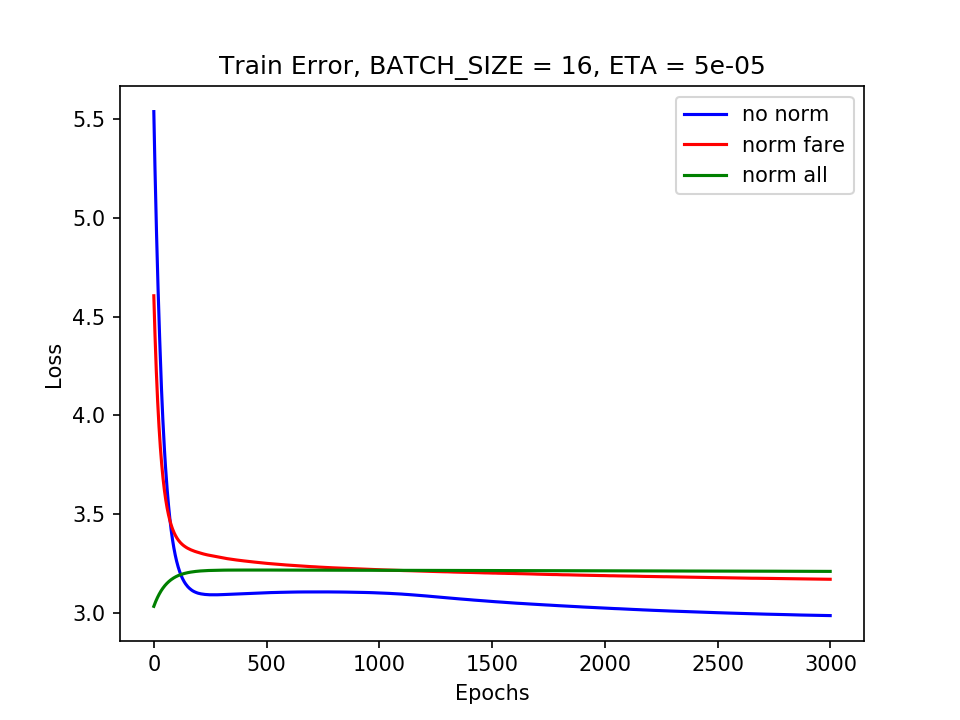 Train Error, BATCH_SIZE = 16, ETA = 5e-05
5.5
5.0
4.5
4.0
3.5
3.0
Loss
no norm
norm fare
norm all
0 500 1000 1500 2000 2500 3000
Epochs